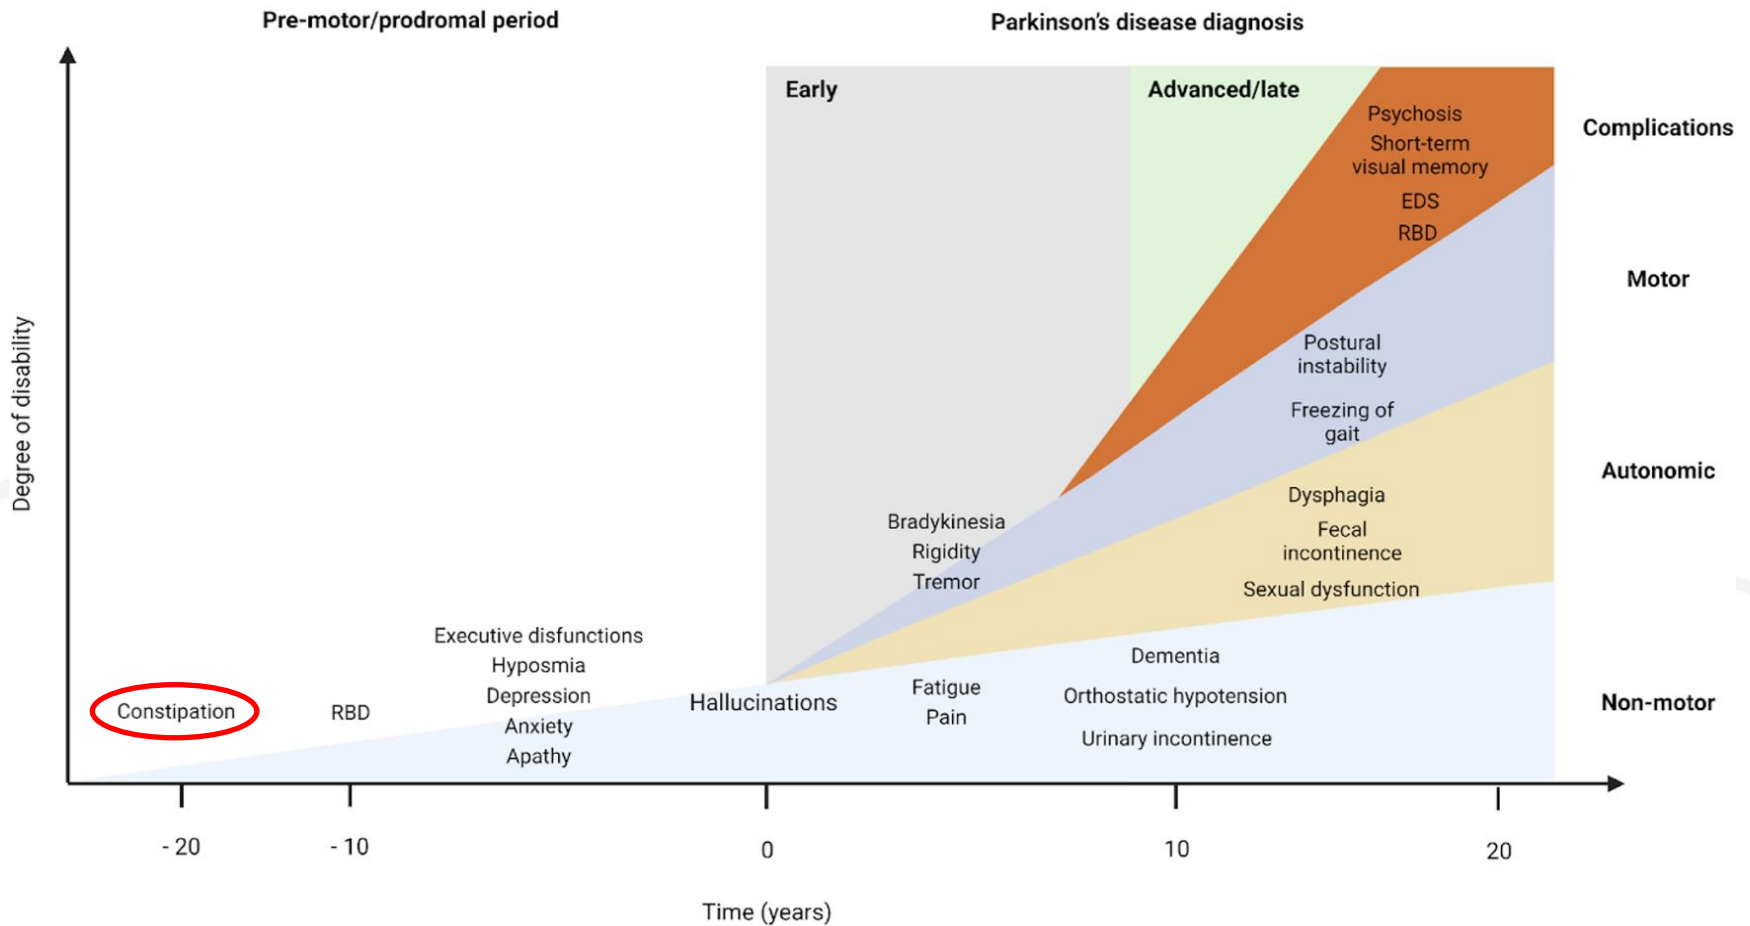 Pre-motor/prodromal period
Parkinson's disease diagnosis
Early
Advanced/late
Psychosis
Short-term
visual memory
EDS
RBD
Complications
Motor
Postural
instability
Freezing of
gait
Autonomic
Dysphagia
Fecal
incontinence
Sexual dysfunction
Bradykinesia
Rigidity
Tremor
Degree of disability
Executive disfunctions
Hyposmia
Depression
Anxiety
Apathy
Constipation
RBD
Hallucinations
Fatigue
Pain
Dementia
Orthostatic hypotension
Urinary incontinence
Non-motor
- 20
- 10
0
10
20
Time (years)